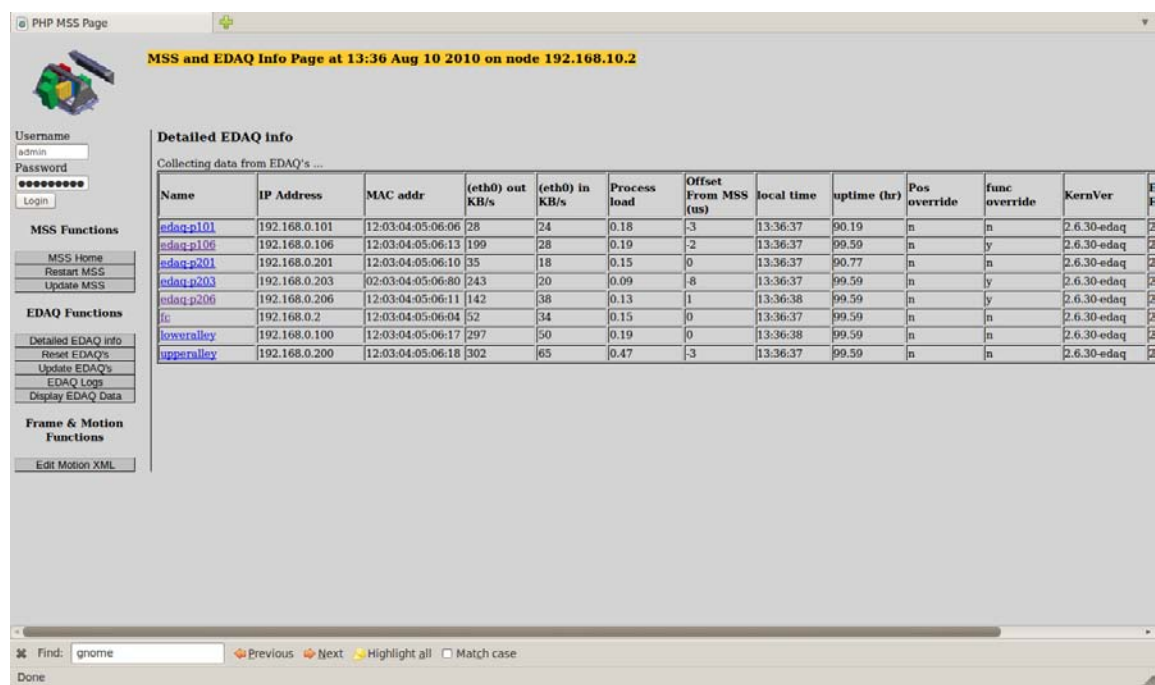 PHP MSS Page
MSS and EDAQ Info Page at 13:36 Aug 10 2010 on node 192.168.10.2
Username
admin
Password
●●●●●●●●●
Login
MSS Functions
MSS Home
Restart MSS
Update MSS
EDAQ Functions
Detailed EDAQ info
Reset EDAQ's
Update EDAQ's
EDAQ Logs
Display EDAQ Data
Frame & Motion
Functions
Edit Motion XML
Detailed EDAQ info
Collecting data from EDAQ's ...
Name IP Address MAC addr (eth0) out KB/s (eth0) in KB/s Process load Offset From MSS (us) local time uptime (hr) Pos override func override KernVer
edaq-p101 192.168.0.101 12:03:04:05:06:06 28 24 0.18 -3 13:36:37 90.19 n n 2.6.30-edaq
edaq-p106 192.168.0.106 12:03:04:05:06:13 199 28 0.19 -2 13:36:37 99.59 n y 2.6.30-edaq
edaq-p201 192.168.0.201 12:03:04:05:06:10 35 18 0.15 0 13:36:37 90.77 n n 2.6.30-edaq
edaq-p203 192.168.0.203 02:03:04:05:06:80 243 20 0.09 -8 13:36:37 99.59 n y 2.6.30-edaq
edaq-p206 192.168.0.206 12:03:04:05:06:11 142 38 0.13 1 13:36:38 99.59 n y 2.6.30-edaq
fc 192.168.0.2 12:03:04:05:06:04 52 34 0.15 0 13:36:37 99.59 n n 2.6.30-edaq
loweralley 192.168.0.100 12:03:04:05:06:17 297 50 0.19 0 13:36:38 99.59 n n 2.6.30-edaq
upperalley 192.168.0.200 12:03:04:05:06:18 302 65 0.47 -3 13:36:37 99.59 n n 2.6.30-edaq
Find: gnome Previous Next Highlight all Match case
Done